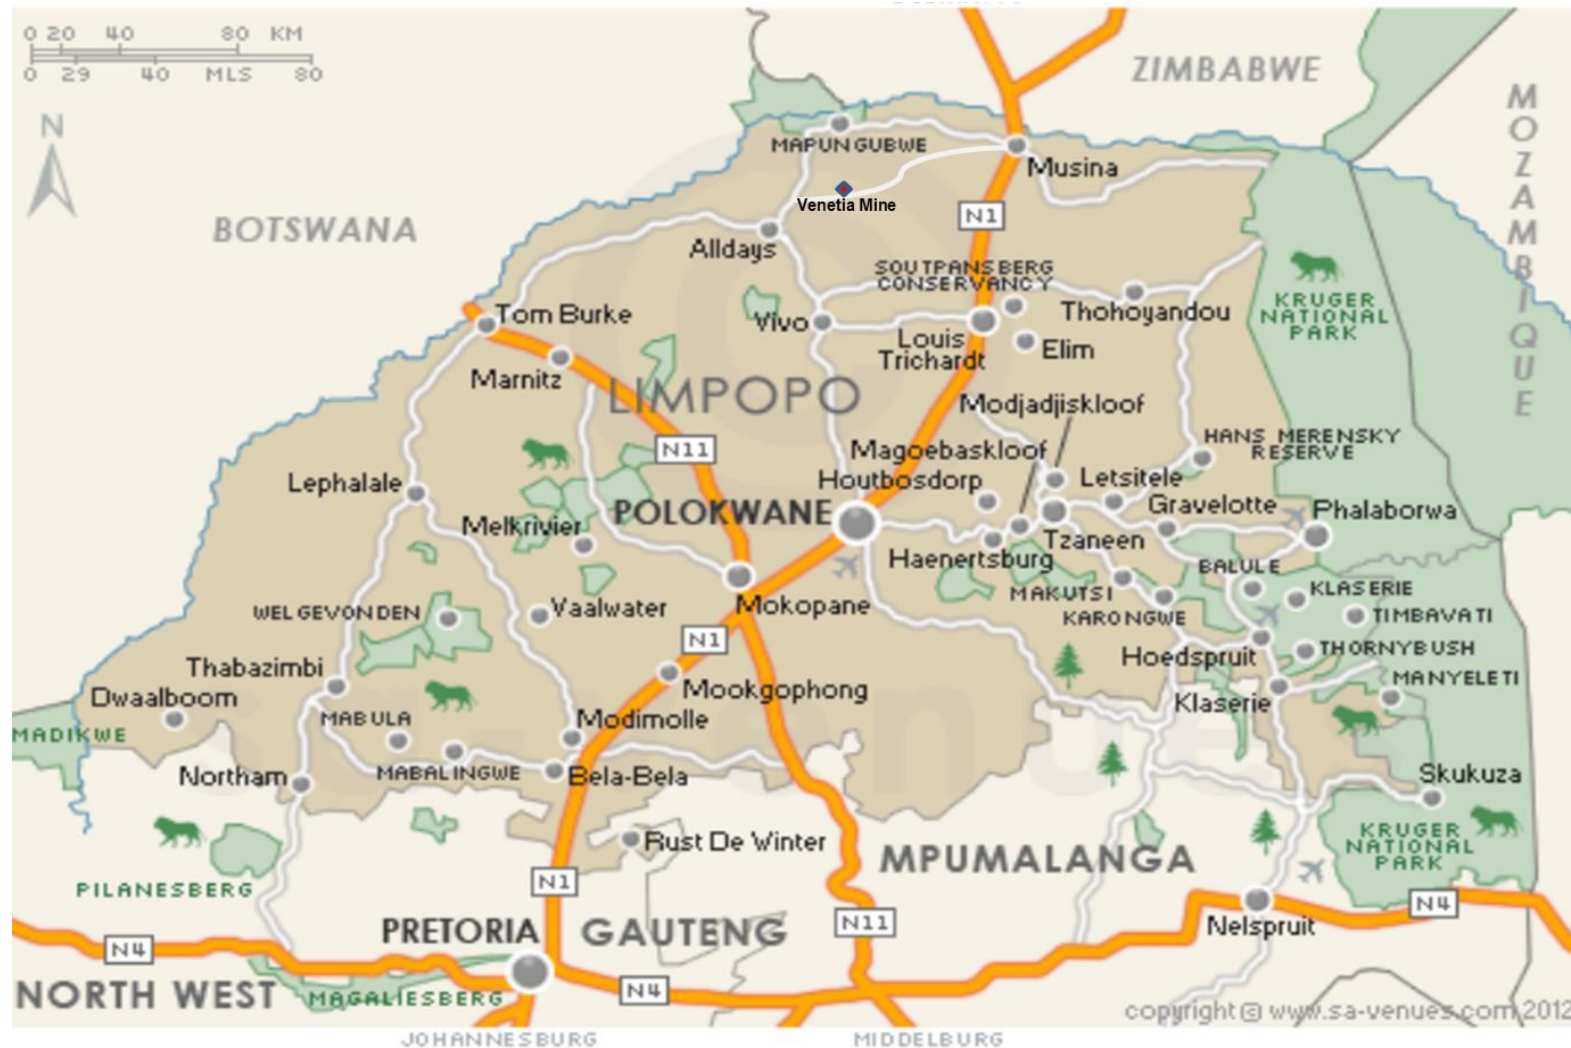 0 20 40 80 KM
0 29 40 MLS 80
N
ZIMBABWE
MOZAMBIQUE
BOTSWANA
MAPUNGUBWE
Musina
Venetia Mine
N1
Alldays
SOUTPANSBERG
CONSERVANCY
KRUGER
NATIONAL
PARK
Tom Burke
Vivo
Thohoyandou
Louis
Trichardt
Elim
Marnitz
LIMPOPO
Modjadjiskloof
N11
Magoebaskloof
HANS MERENSKY
RESERVE
Lephalale
Houtbosdorp
Letsitele
POLOKWANE
Gravelotte
Phalaborwa
Melkrivier
Tzaneen
Haenertsburg
BALULE
MAKUTSI
KLASERIE
WELGEVONDEN
Vaalwater
Mokopane
KARONGWE
TIMBAVATI
N1
Thabazimbi
Hoedspruit
THORNYBUSH
Dwaalboom
Mookgophong
MANYELETI
Klaserie
MABULA
Modimolle
MADIKWE
Northam
MABALINGWE
Bela-Bela
Skukuza
Rust De Winter
MPUMALANGA
KRUGER
NATIONAL
PARK
PILANESBERG
N1
N4
PRETORIA
GAUTENG
N11
Nelspruit
N4
NORTH WEST
MAGALIESBERG
N4
copyright © www.sa-venues.com 2012
JOHANNESBURG
MIDDELBURG